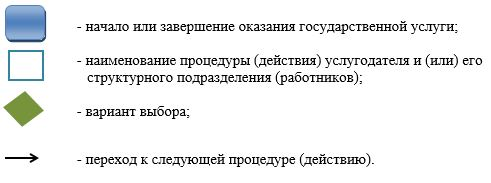 - начало или завершение оказания государственной услуги;
- наименование процедуры (действия) услугодателя и (или) его
структурного подразделения (работников);
- вариант выбора;
- переход к следующей процедуре (действию).